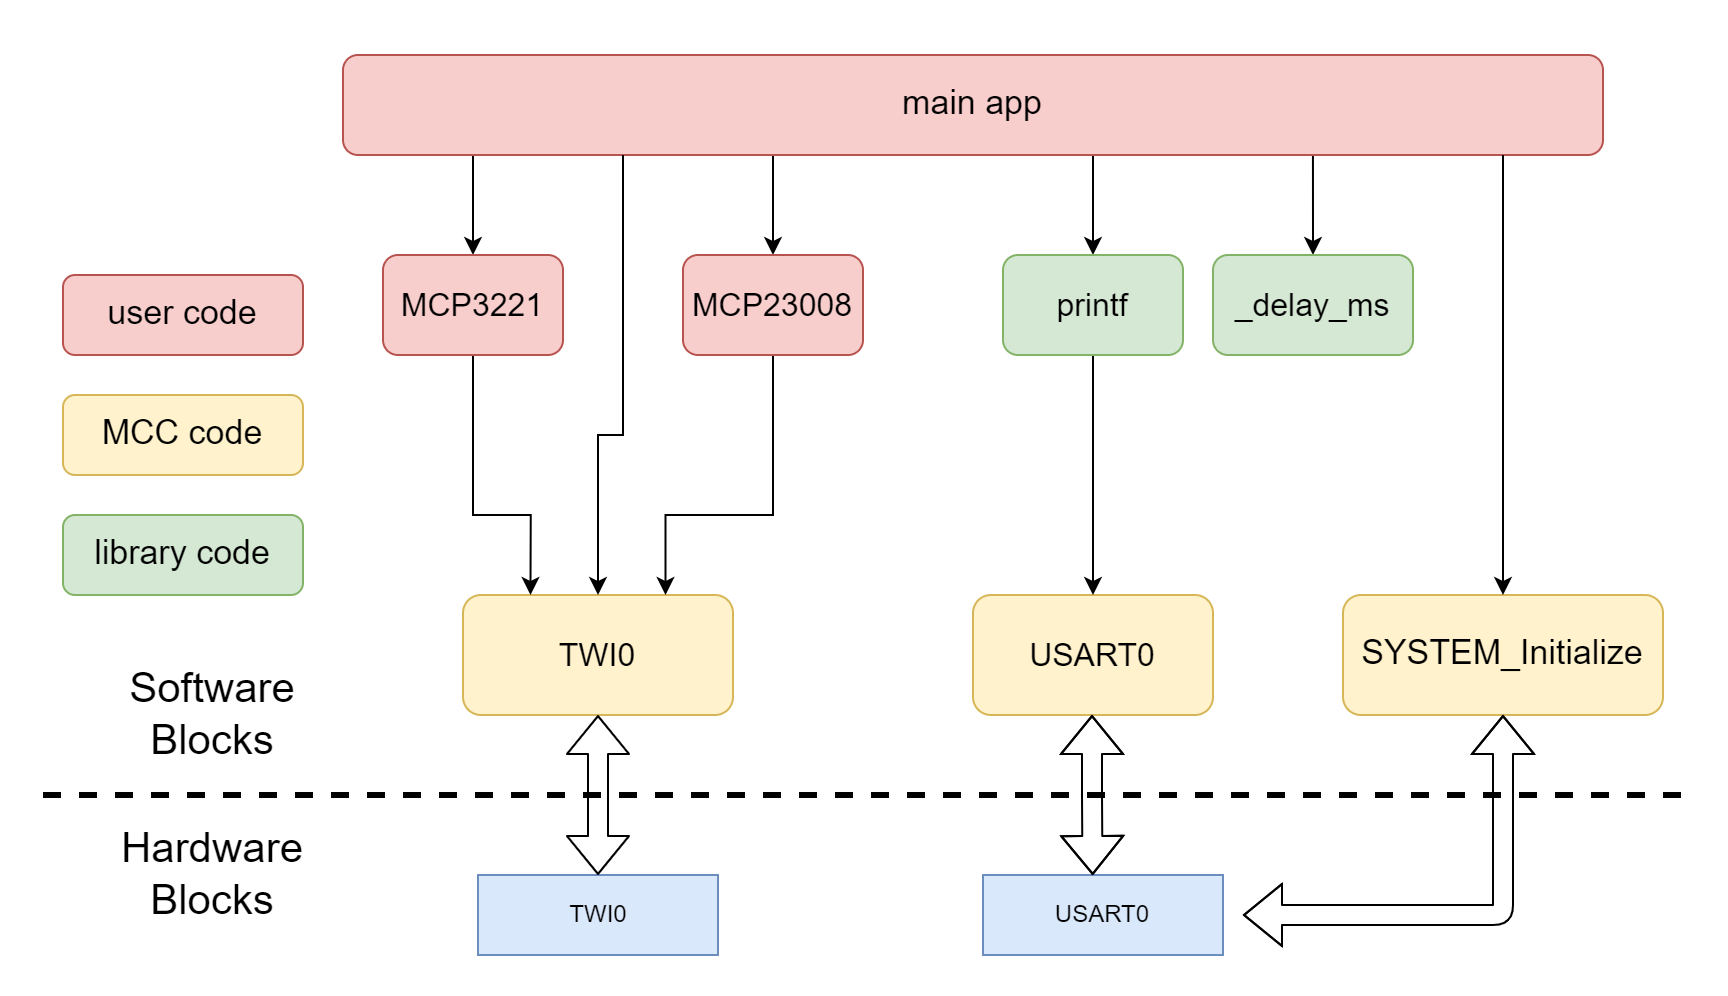 main app
MCP3221
MCP23008
printf
_delay_ms
user code
MCC code
library code
TWI0
USART0
SYSTEM_Initialize
Software
Blocks
Hardware
Blocks
TWI0
USART0